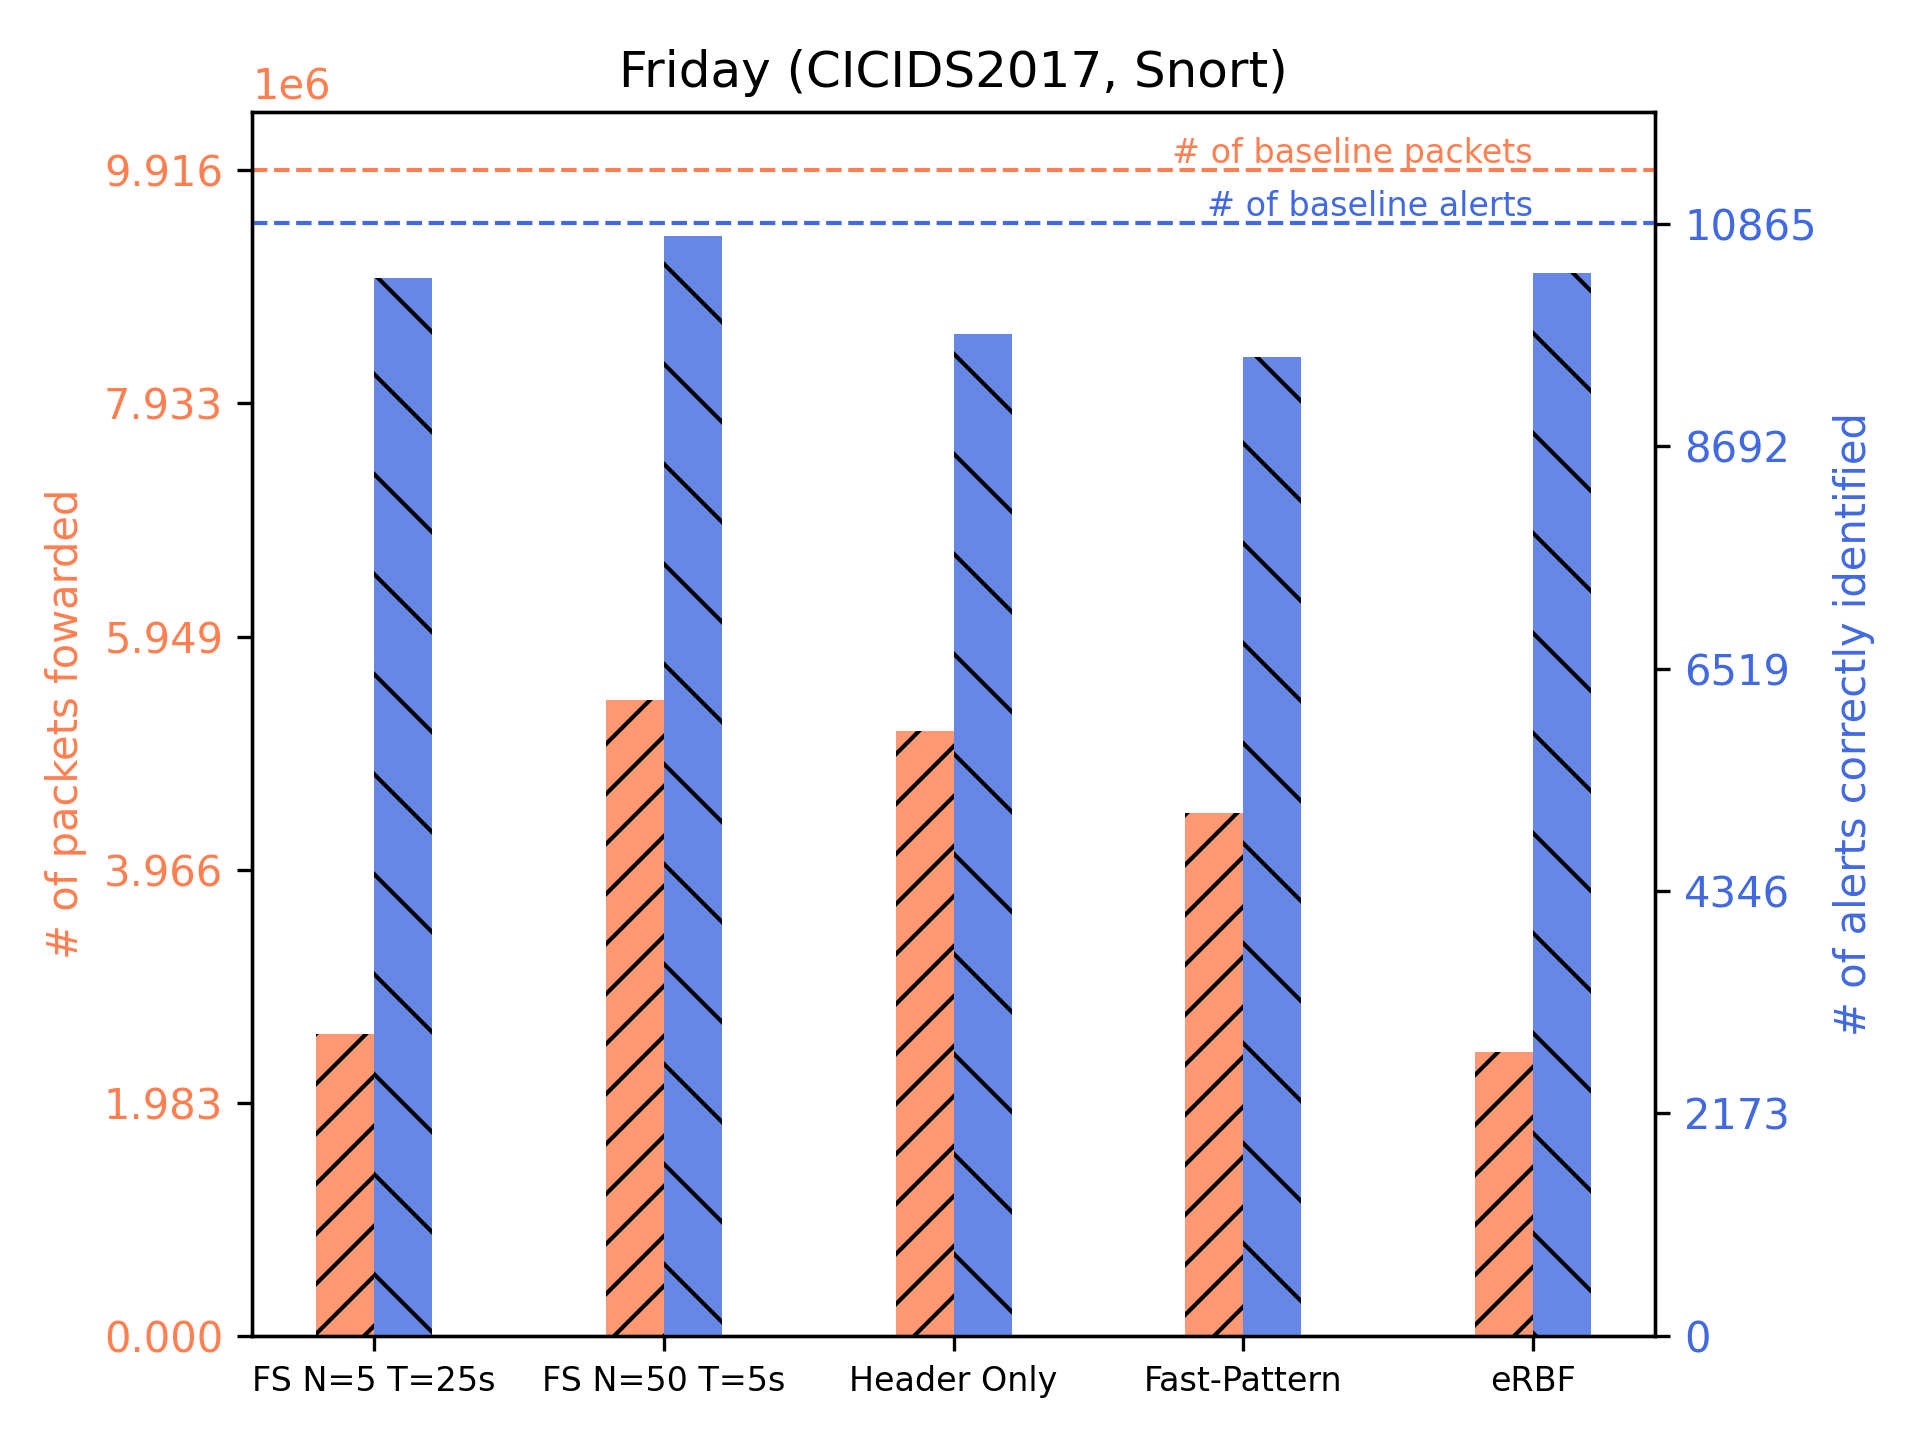 Friday (CICIDS2017, Snort)
1e6
# of baseline packets
# of baseline alerts
9.916
7.933
5.949
3.966
1.983
0.000
# of packets fowarded
10865
8692
6519
4346
2173
0
# of alerts correctly identified
FS N=5 T=25s
FS N=50 T=5s
Header Only
Fast-Pattern
eRBF